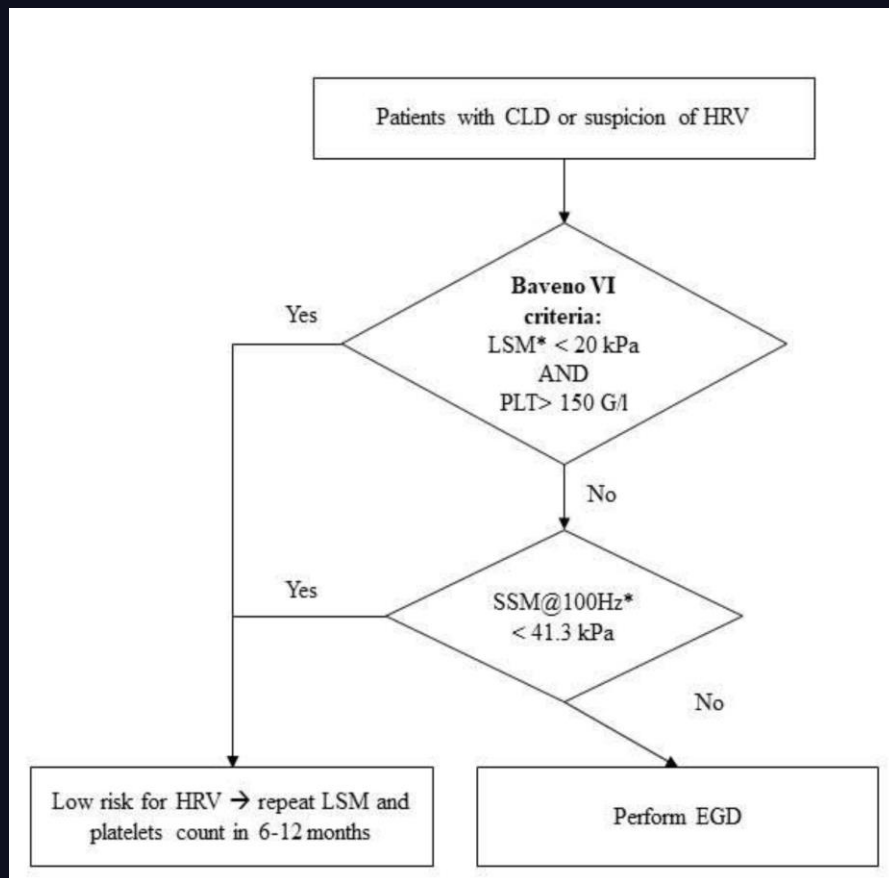 Patients with CLD or suspicion of HRV
Baveno VI
criteria:
LSM* < 20 kPa
AND
PLT> 150 G/l
Yes
No
SSM@100Hz*
< 41.3 kPa
Yes
No
Low risk for HRV → repeat LSM and
platelets count in 6-12 months
Perform EGD